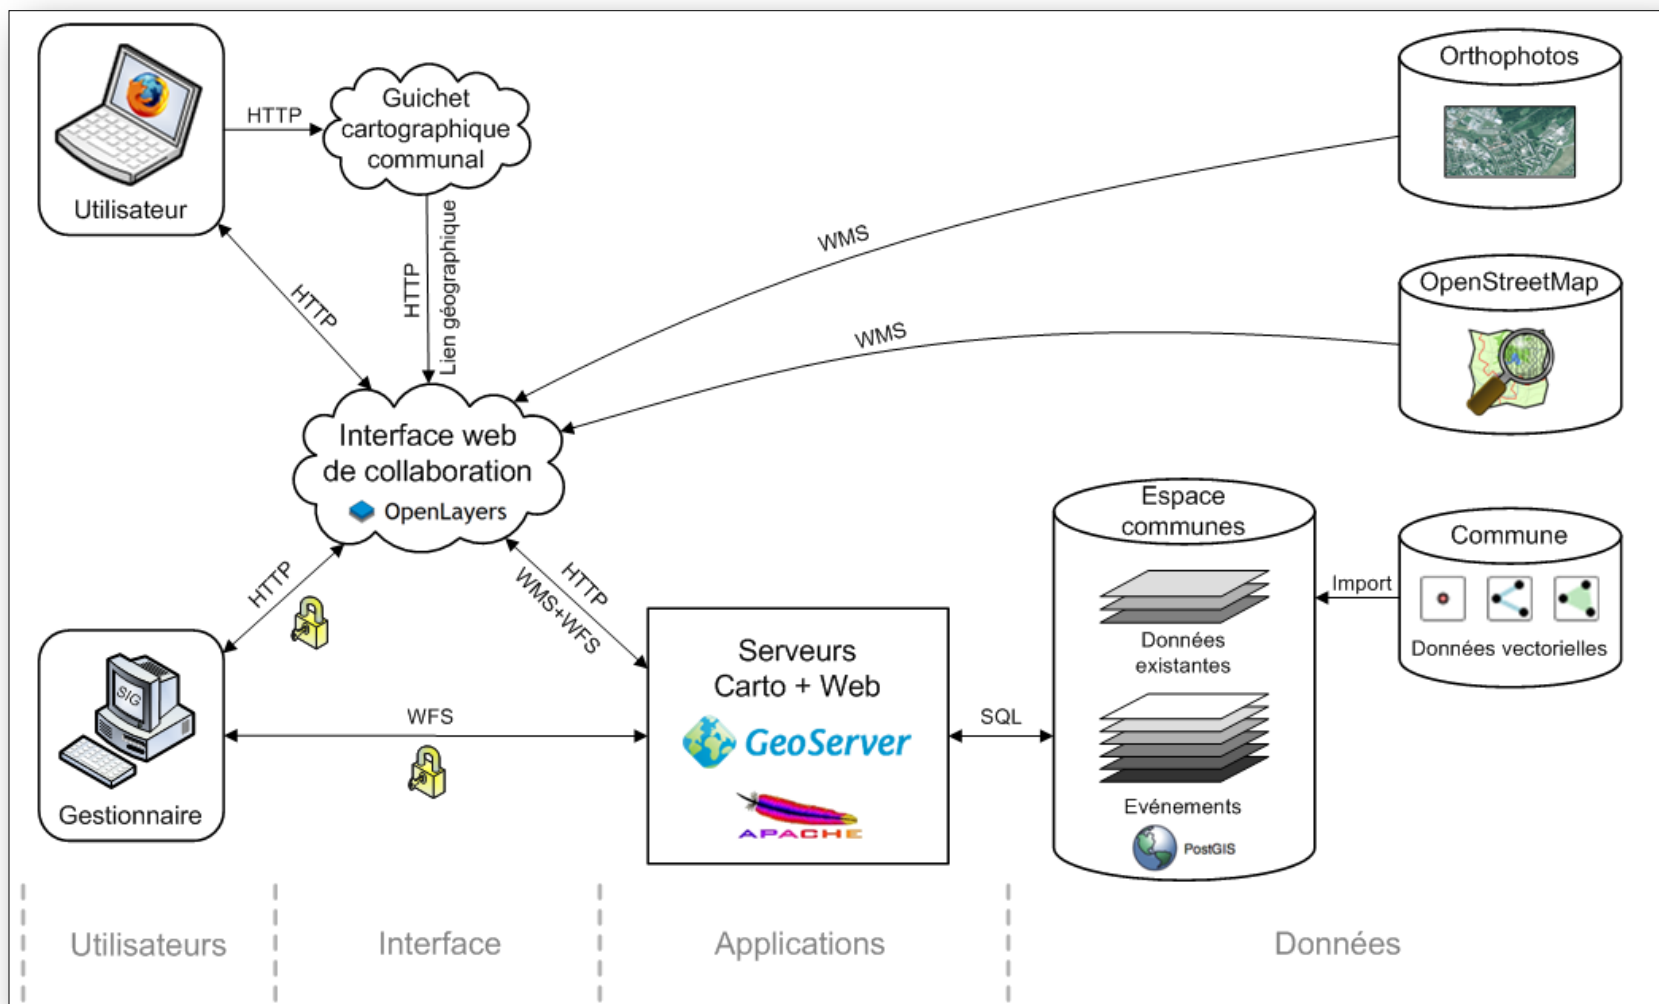 Utilisateur
HTTP
Guichet
cartographique
communal
Orthophotos
HTTP
HTTP
Lien géographique
WMS
OpenStreetMap
WMS
Interface web
de collaboration
OpenLayers
Espace
communes
Commune
Données vectorielles
Import
Données
existantes
Evénements
PostGIS
HTTP
HTTP
WMS+WFS
Serveurs
Carto + Web
GeoServer
APACHE
SQL
WFS
SIG
Gestionnaire
Utilisateurs
Interface
Applications
Données